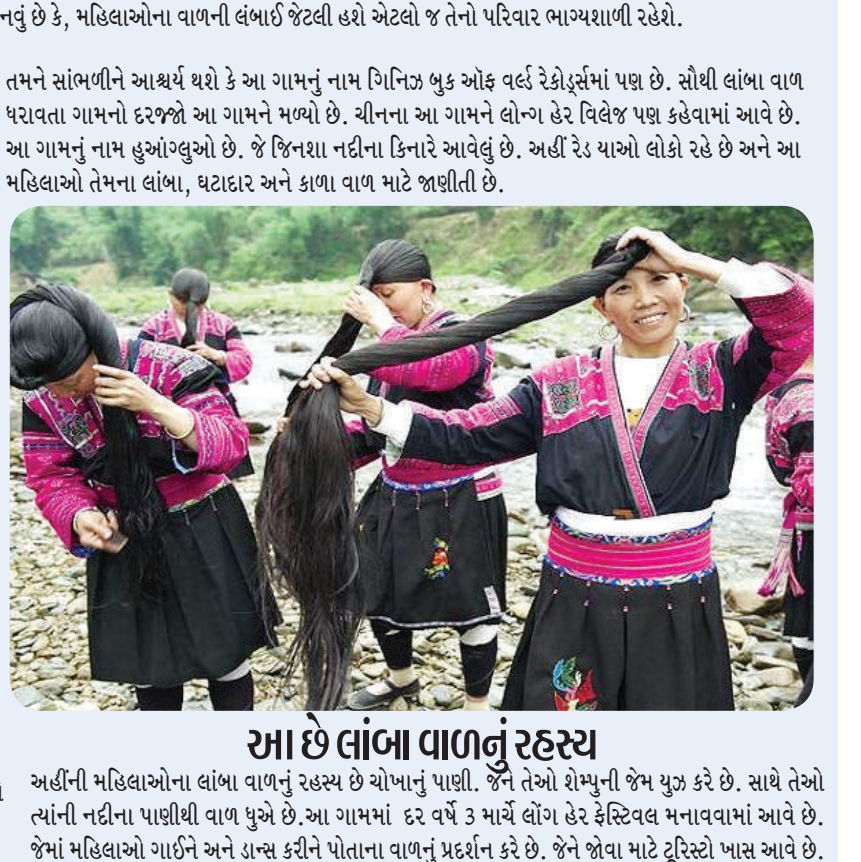 નવું છે કે, મહિલાઓના વાળની લંબાઈ જેટલી હશે એટલો જ તેનો પરિવાર ભાગ્યશાળી રહેશે.
તમને સાંભળીને આશ્ચર્ય થશે કે આ ગામનું નામ ગિનિઝ બુક ઑફ વર્લ્ડ રેકોર્ડ્સમાં પણ છે. સૌથી લાંબા વાળ
ધરાવતા ગામનો દરજ્જો આ ગામને મળ્યો છે. ચીનના આ ગામને લોન્ગ હેર વિલેજ પણ કહેવામાં આવે છે.
આ ગામનું નામ હુઆંગ્લુઓ છે. જે જિનશા નદીના કિનારે આવેલું છે. અહીં રેડ યાઓ લોકો રહે છે અને આ
મહિલાઓ તેમના લાંબા, ઘટાદાર અને કાળા વાળ માટે જાણીતી છે.
આ છે લાંબા વાળનું રહસ્ય
અહીંની મહિલાઓના લાંબા વાળનું રહસ્ય છે ચોખાનું પાણી. જેને તેઓ શેમ્પુની જેમ યુઝ કરે છે. સાથે તેઓ
ત્યાંની નદીના પાણીથી વાળ ધુએ છે.આ ગામમાં દર વર્ષે 3 માર્ચે લોંગ હેર ફેસ્ટિવલ મનાવવામાં આવે છે.
જેમાં મહિલાઓ ગાઈને અને ડાન્સ કરીને પોતાના વાળનું પ્રદર્શન કરે છે. જેને જોવા માટે ટૂરિસ્ટો ખાસ આવે છે.